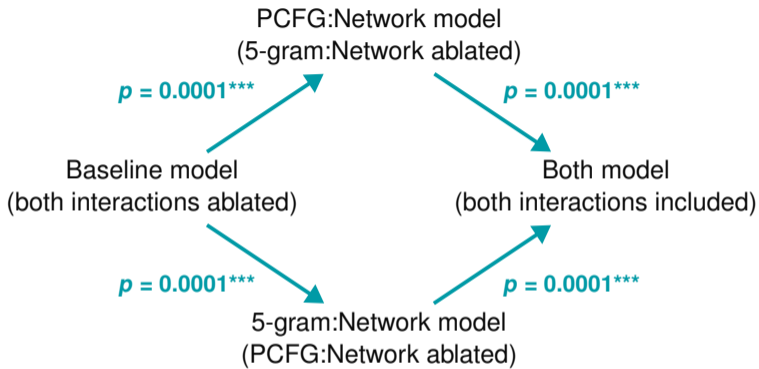 PCFG:Network model
(5-gram:Network ablated)
p = 0.0001***
p = 0.0001***
Baseline model
(both interactions ablated)
Both model
(both interactions included)
p = 0.0001***
p = 0.0001***
5-gram:Network model
(PCFG:Network ablated)